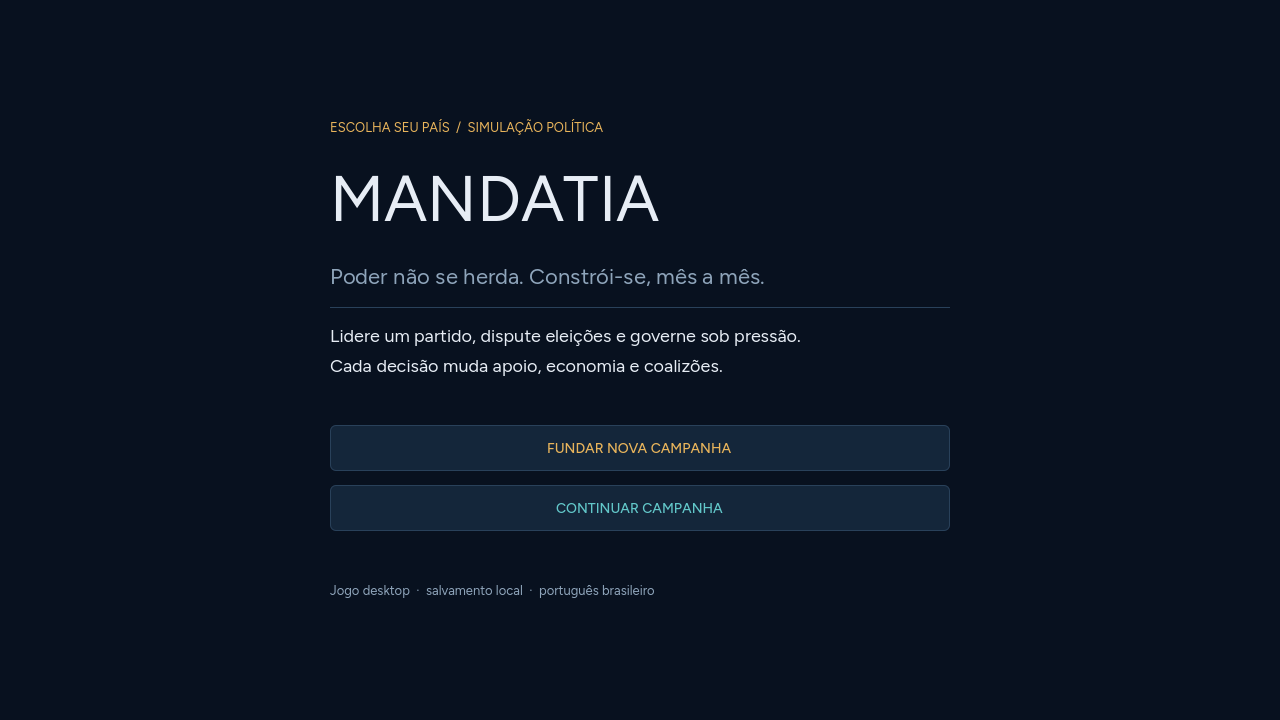 ESCOLHA SEU PAÍS / SIMULAÇÃO POLÍTICA
MANDATIA
Poder não se herda. Constrói-se, mês a mês.
Lidere um partido, dispute eleições e governe sob pressão.
Cada decisão muda apoio, economia e coalizões.
FUNDAR NOVA CAMPANHA
CONTINUAR CAMPANHA
Jogo desktop · salvamento local · português brasileiro